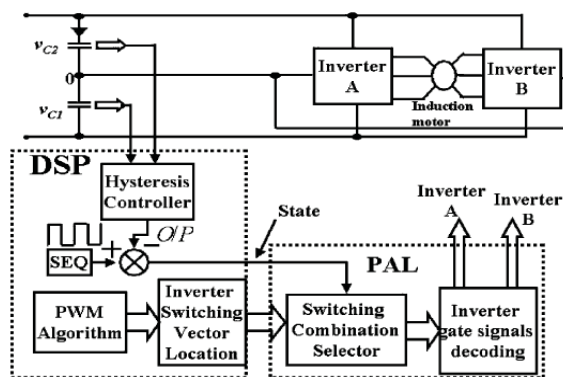 vC2
0
vC1
Inverter
A
Induction
motor
Inverter
B
DSP
Hysteresis
Controller
O/P
+
−
SEQ
State
Inverter
A
Inverter
B
PAL
PWM
Algorithm
Inverter
Switching
Vector
Location
Switching
Combination
Selector
Inverter
gate signals
decoding